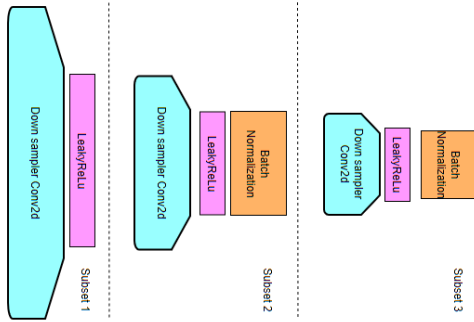 Down sampler Conv2d
LeakyReLu
Subset 1
Down sampler Conv2d
LeakyReLu
Batch
Normalization
Subset 2
Down sampler
Conv2d
LeakyReLu
Batch
Normalization
Subset 3